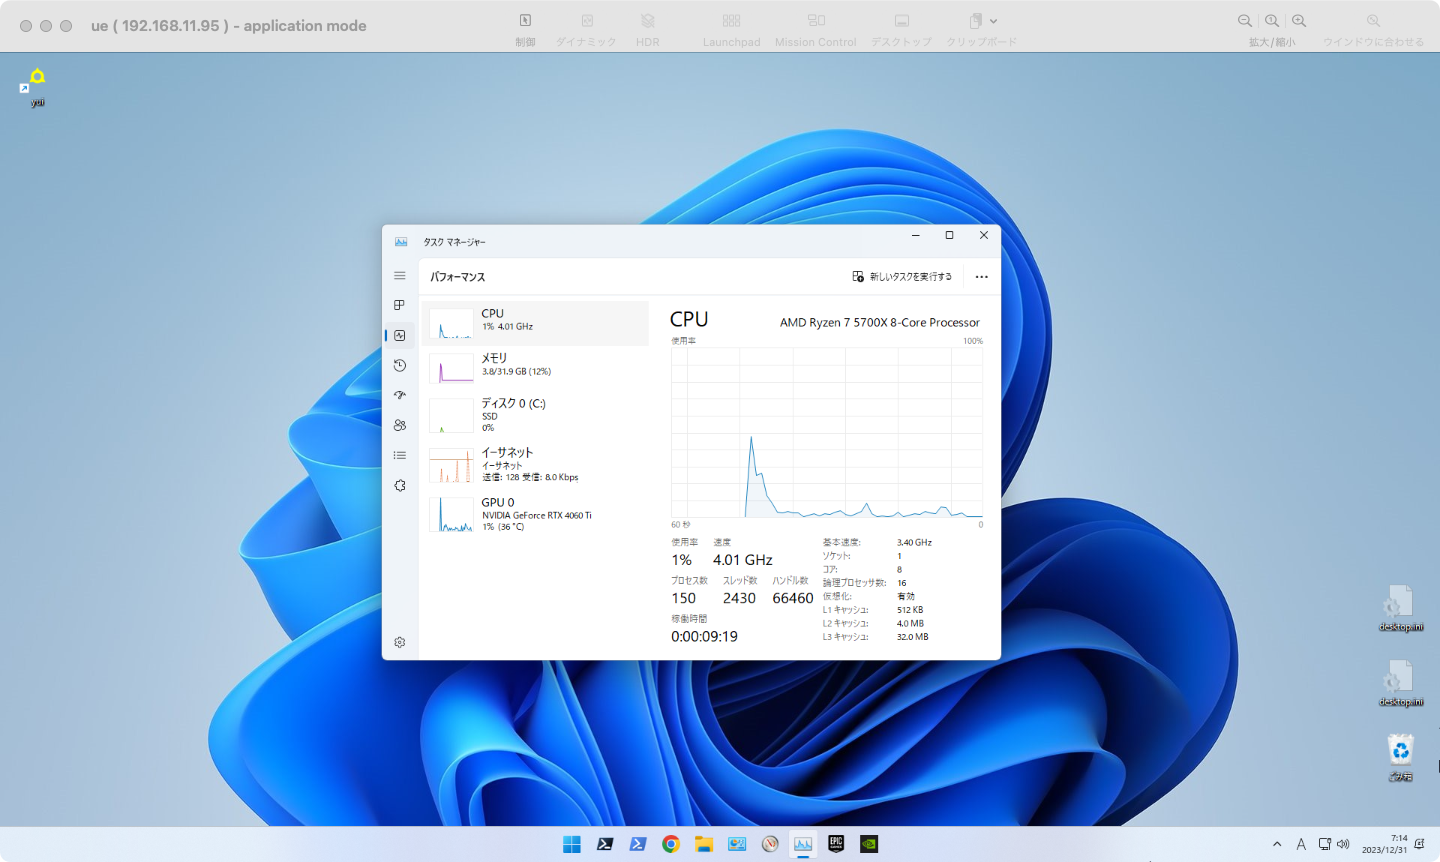 ue ( 192.168.11.95 ) - application mode
制御
ダイナミック
HDR
Launchpad
Mission Control
デスクトップ
クリップボード
拡大/縮小
ウインドウに合わせる
yui
タスク マネージャー
パフォーマンス
新しいタスクを実行する
CPU
1% 4.01 GHz
メモリ
3.8/31.9 GB (12%)
ディスク 0 (C:)
SSD
0%
イーサネット
イーサネット
送信: 128 受信: 8.0 Kbps
GPU 0
NVIDIA GeForce RTX 4060 Ti
1% (36 °C)
CPU
AMD Ryzen 7 5700X 8-Core Processor
使用率
100%
60 秒
0
使用率
1%
速度
4.01 GHz
プロセス数
150
スレッド数
2430
ハンドル数
66460
稼働時間
0:00:09:19
基本速度: 3.40 GHz
ソケット: 1
コア: 8
論理プロセッサ数: 16
仮想化: 有効
L1 キャッシュ: 512 KB
L2 キャッシュ: 4.0 MB
L3 キャッシュ: 32.0 MB
desktop.ini
desktop.ini
ごみ箱
EPIC
GAMES
A
7:14
2023/12/31